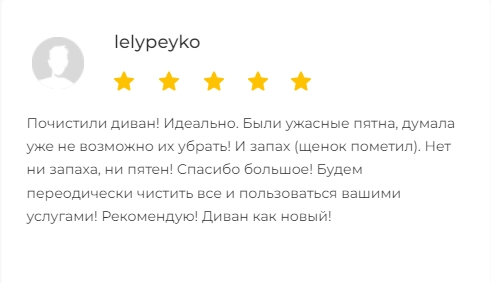 lelypeyko
Почистили диван! Идеально. Были ужасные пятна, думала
уже не возможно их убрать! И запах (щенок пометил). Нет
ни запаха, ни пятен! Спасибо большое! Будем
переодически чистить все и пользоваться вашими
услугами! Рекомендую! Диван как новый!